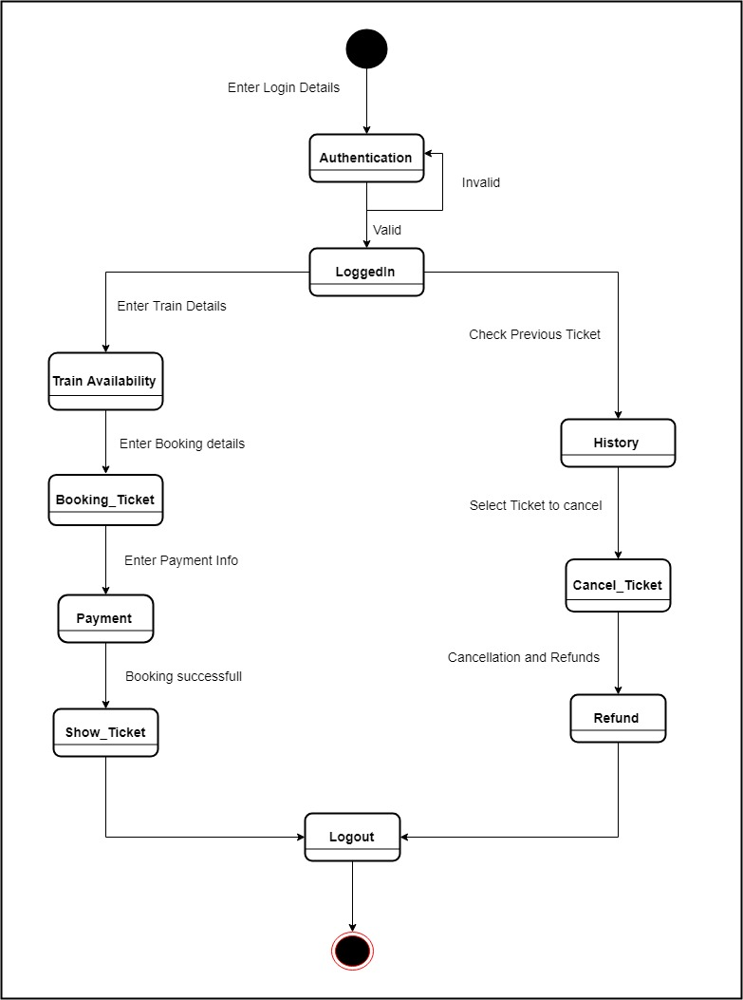 Enter Login Details
Authentication
Invalid
Valid
LoggedIn
Enter Train Details
Check Previous Ticket
Train Availability
History
Enter Booking details
Booking_Ticket
Select Ticket to cancel
Enter Payment Info
Cancel_Ticket
Payment
Cancellation and Refunds
Booking successfull
Refund
Show_Ticket
Logout